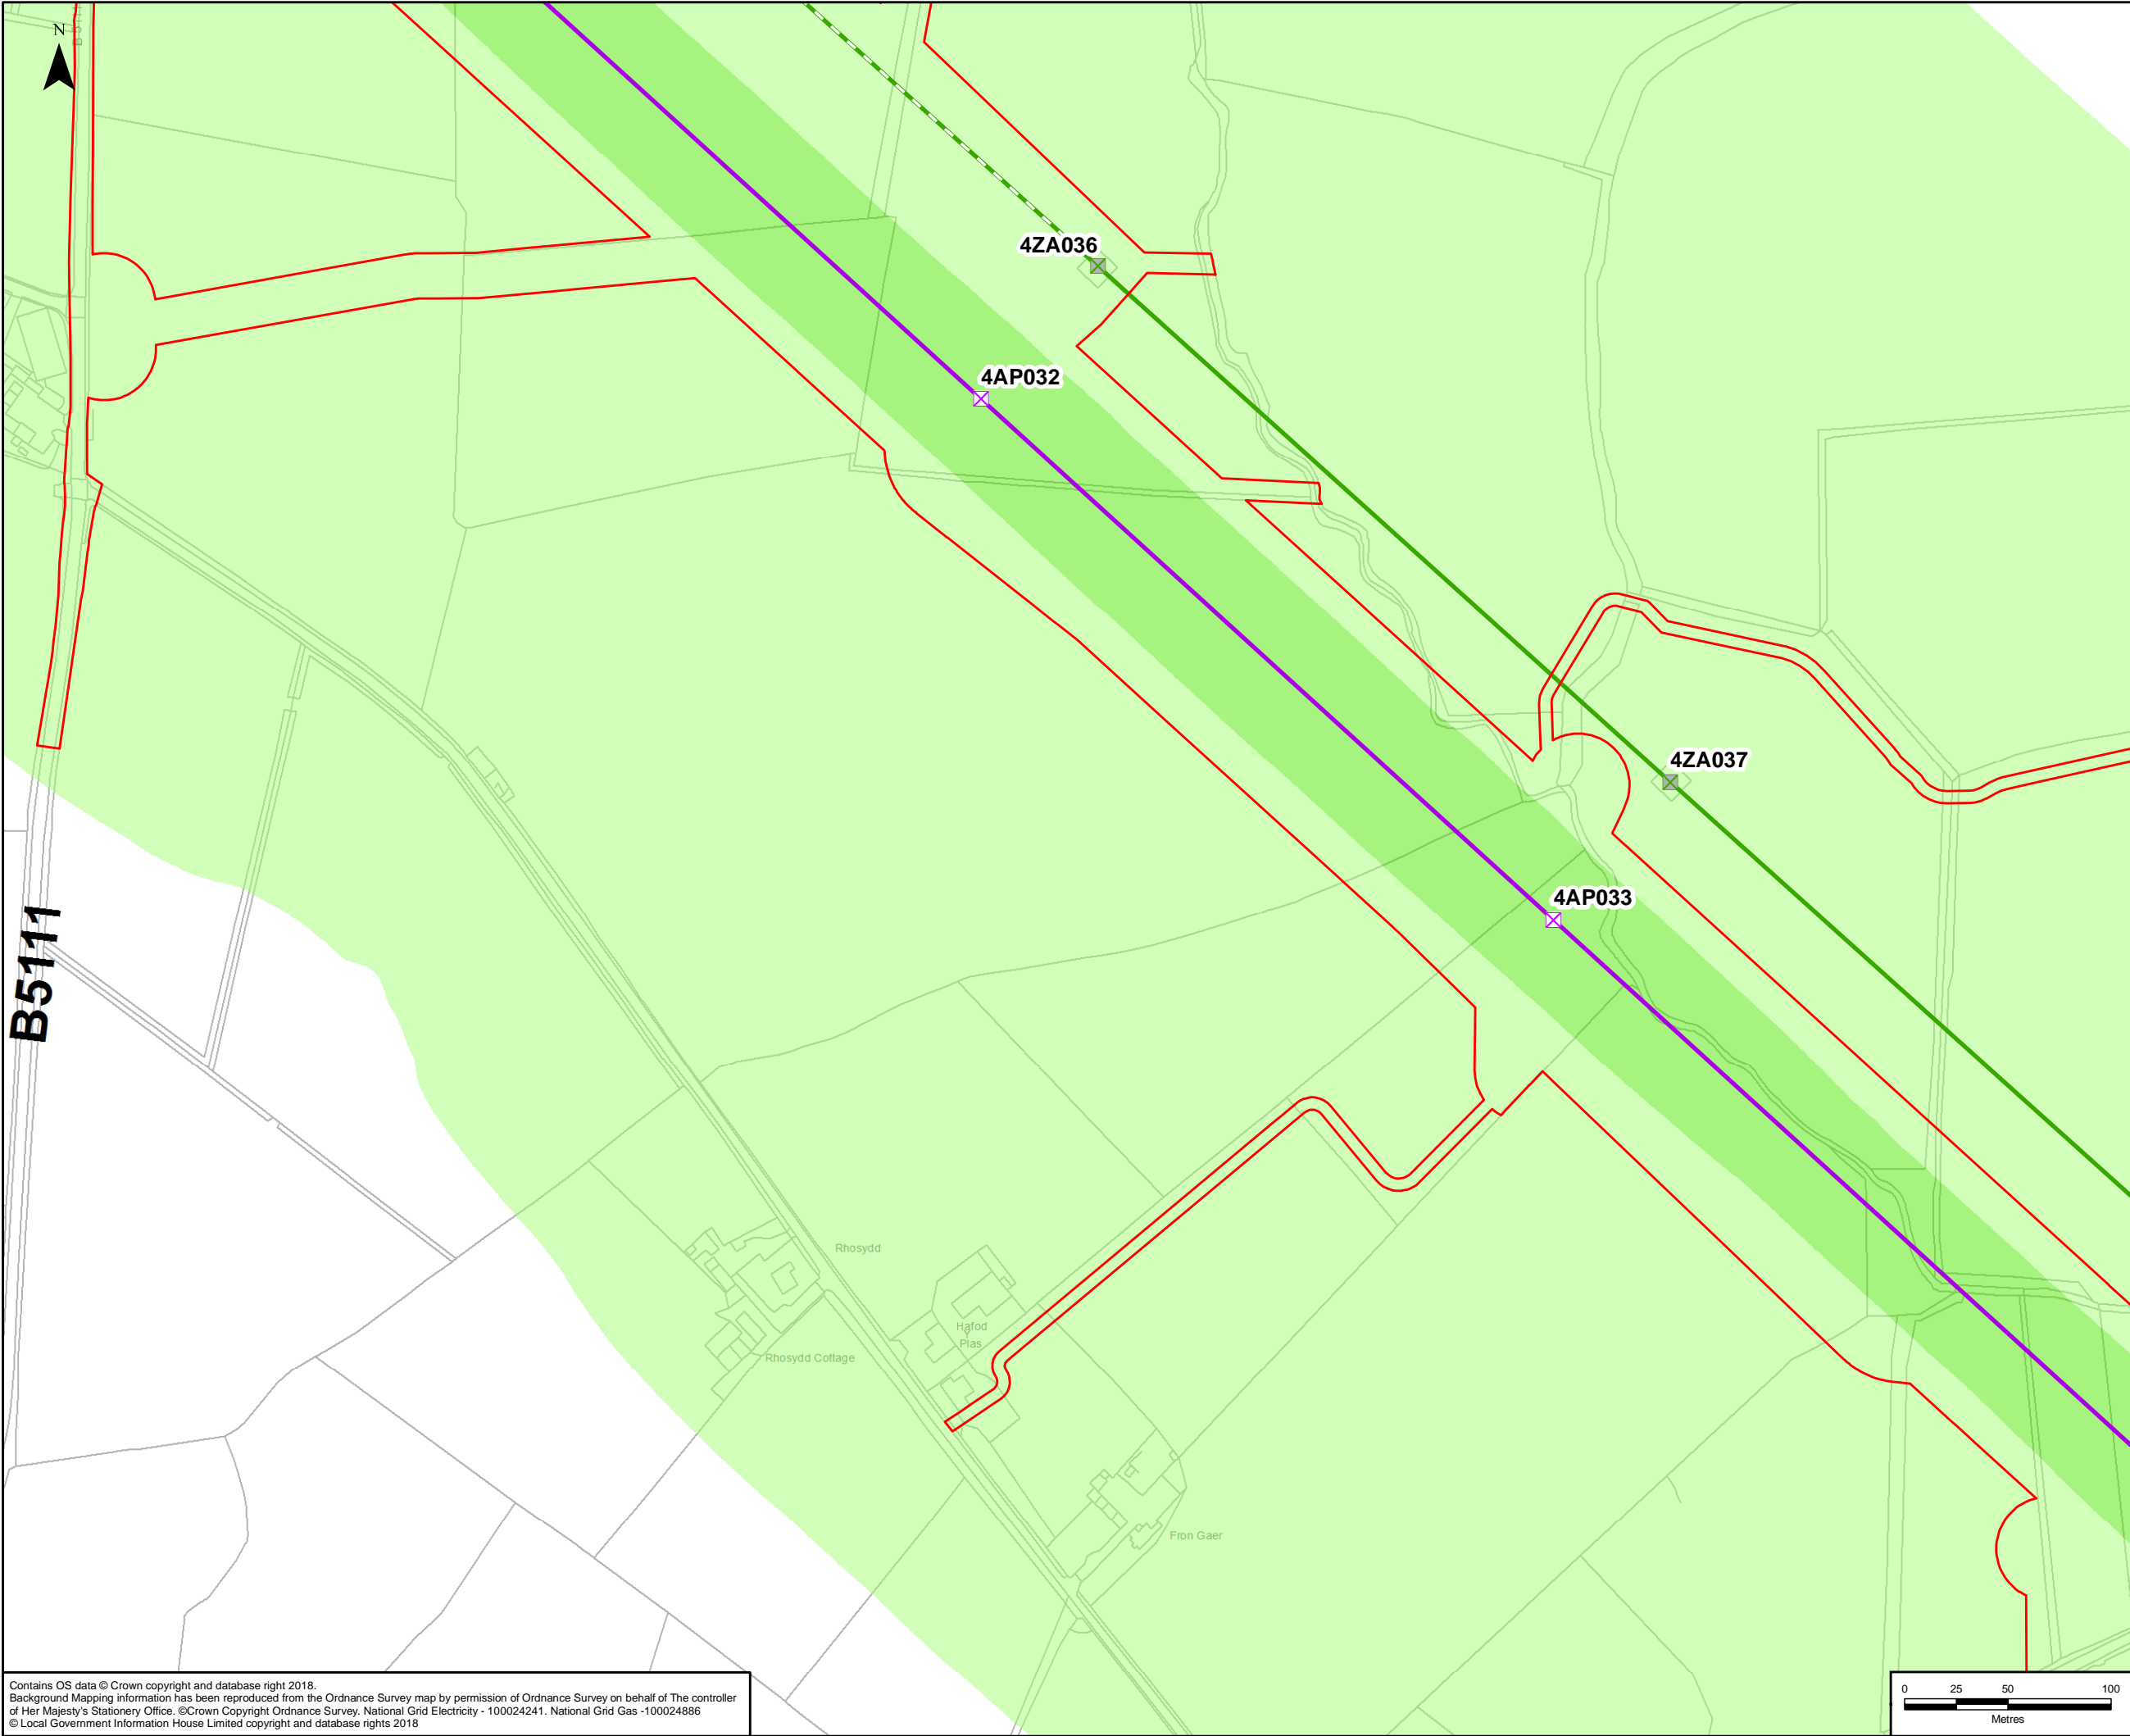 N
4ZA036
4AP032
4ZA037
4AP033
B5111
Rhosydd
Hafod
Y
Plas
Rhosydd Cottage
Fron Gaer
Contains OS data © Crown copyright and database right 2018.
Background Mapping information has been reproduced from the Ordnance Survey map by permission of Ordnance Survey on behalf of The controller
of Her Majesty's Stationery Office. ©Crown Copyright Ordnance Survey. National Grid Electricity - 100024241. National Grid Gas -100024886
© Local Government Information House Limited copyright and database rights 2018
0 25 50 100
Metres